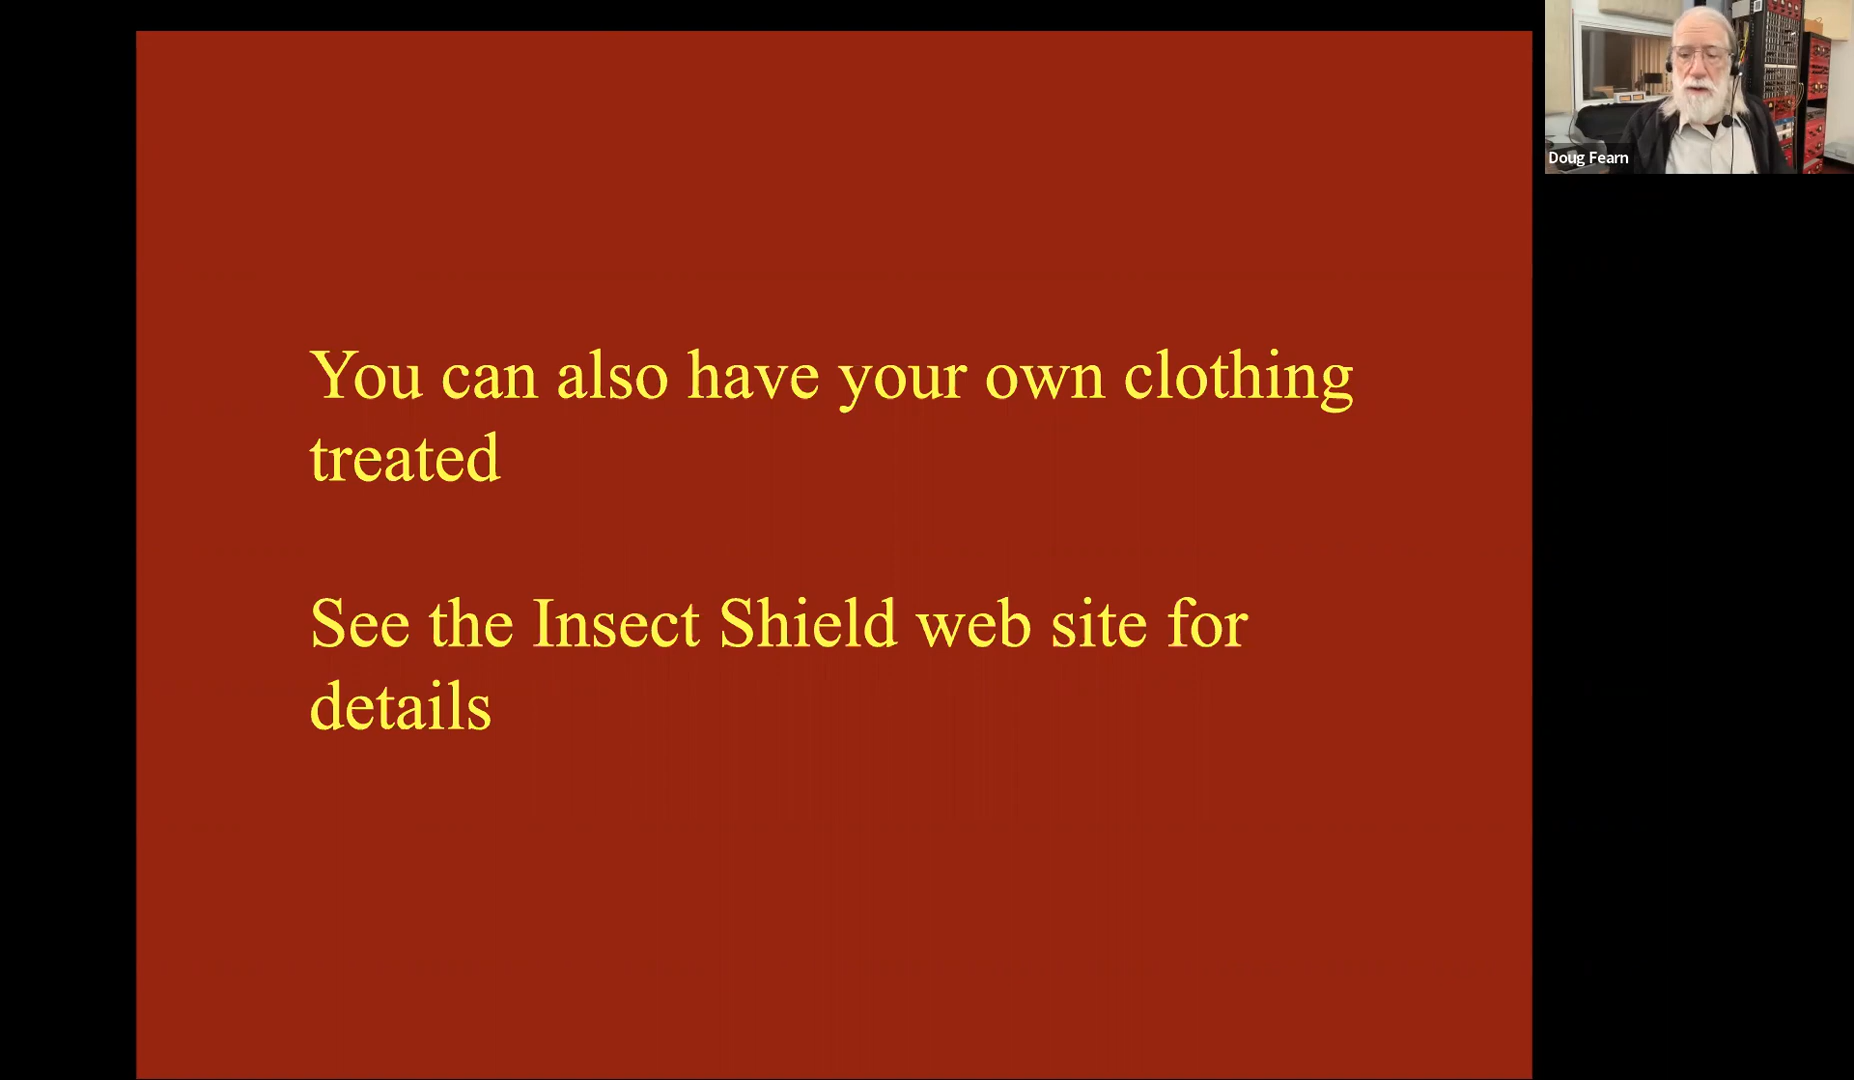 You can also have your own clothing
treated
See the Insect Shield web site for
details
Doug Fearn